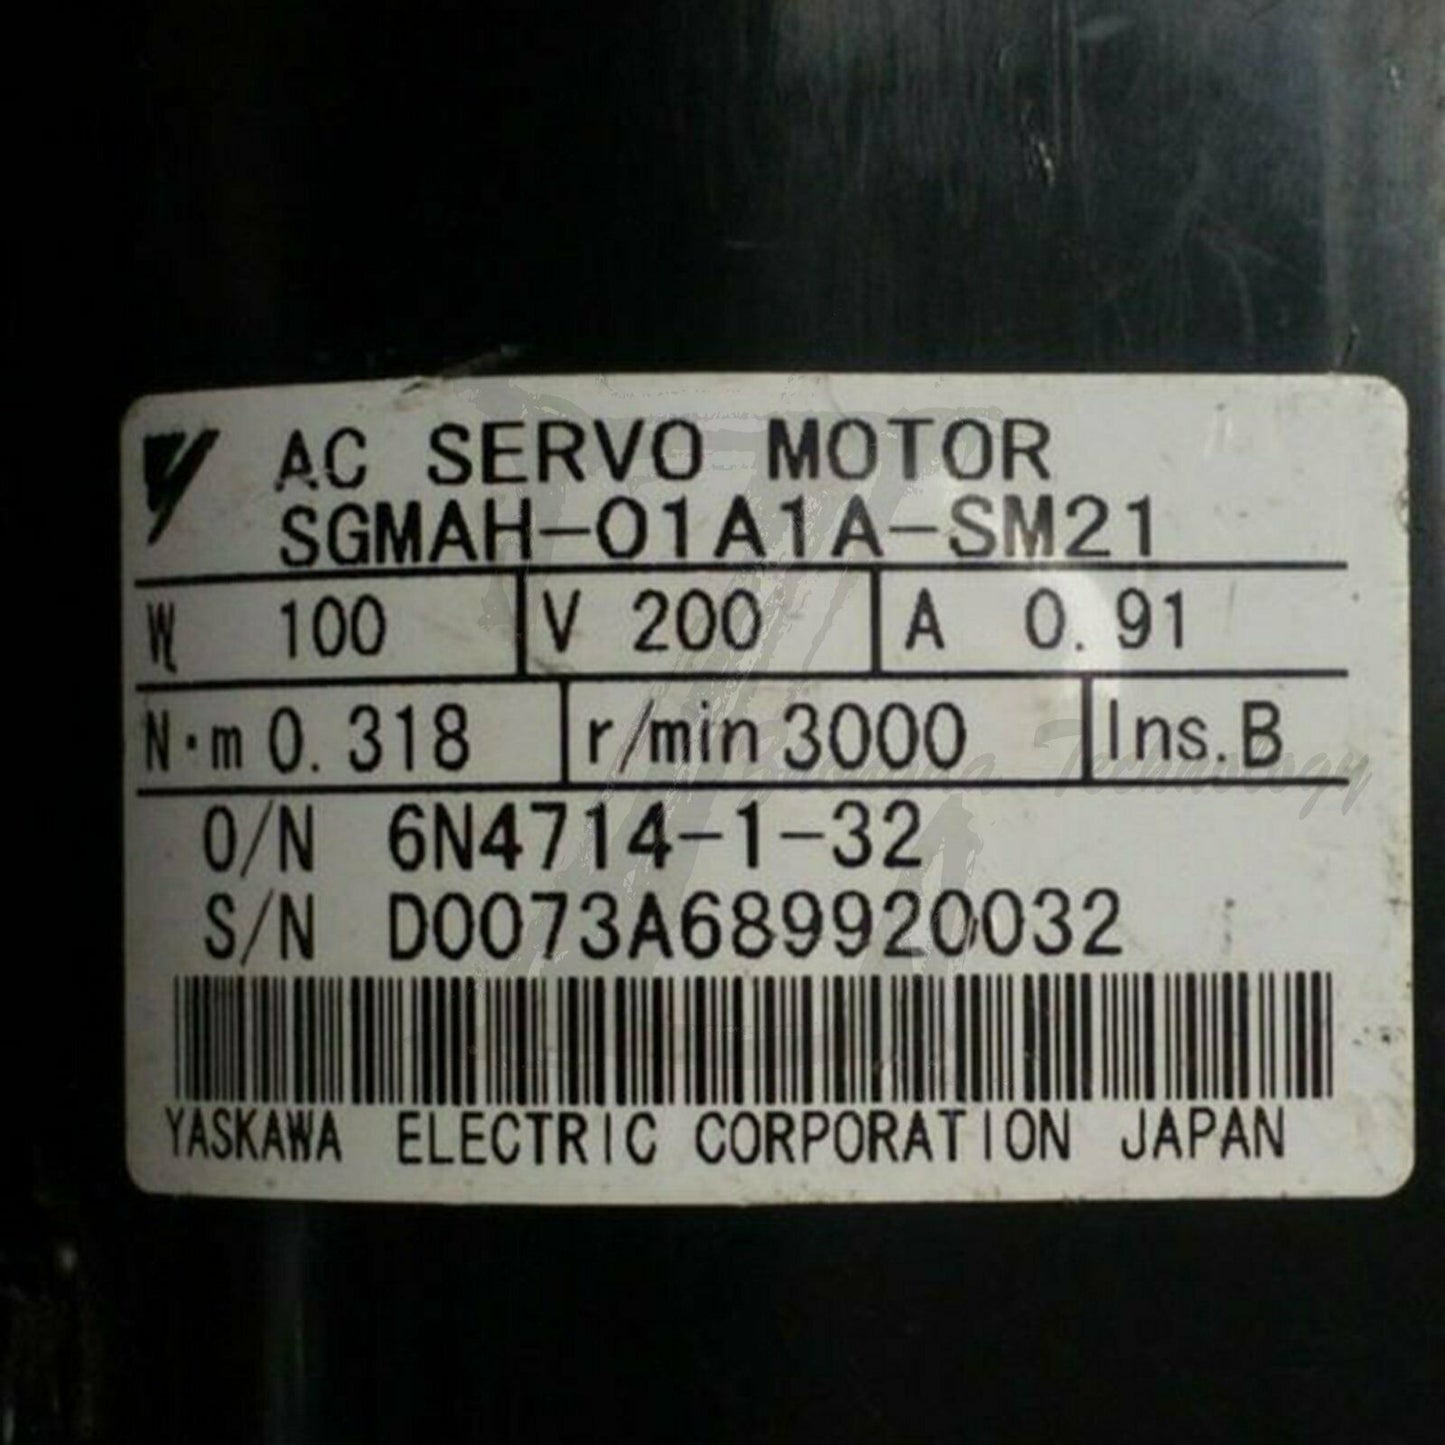 AC SERVO MOTOR
SGMAH-01A1A-SM21
W 100 V 200 A 0.91
N·m 0.318 r/min 3000 Ins.B
Technology
O/N 6N4714-1-32
S/N D0073A689920032
YASKAWA ELECTRIC CORPORATION JAPAN